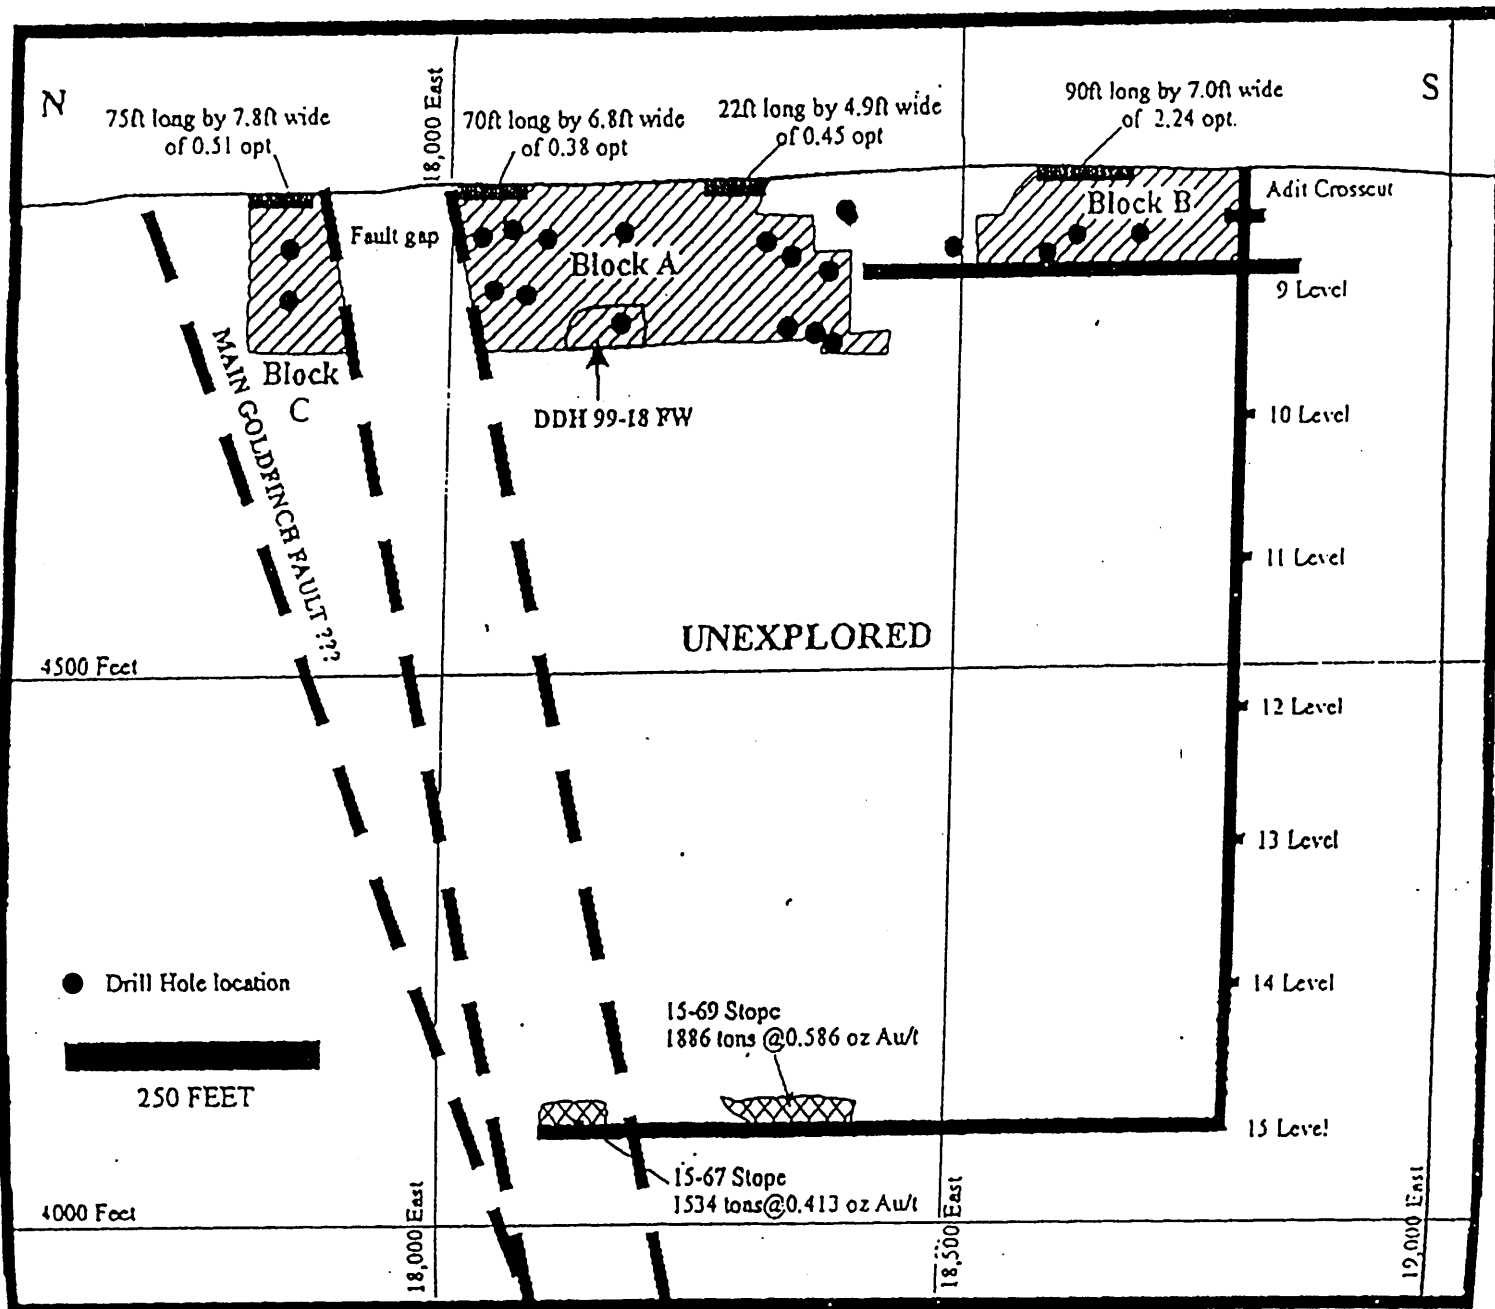 N
S
75ft long by 7.8ft wide
of 0.51 opt
18,000 East
70ft long by 6.8ft wide
of 0.38 opt
22ft long by 4.9ft wide
of 0.45 opt
90ft long by 7.0ft wide
of 2.24 opt.
Adit Crosscut
Fault gap
Block A
Block B
9 Level
Block
C
DDH 99-18 FW
10 Level
MAIN GOLDFINCH FAULT ???
11 Level
UNEXPLORED
4500 Feet
12 Level
13 Level
Drill Hole location
14 Level
250 FEET
15-69 Stope
1886 tons @0.586 oz Au/t
15 Level
15-67 Stope
1534 tons@0.413 oz Au/t
4000 Feet
18,000 East
18,500 East
19,000 East